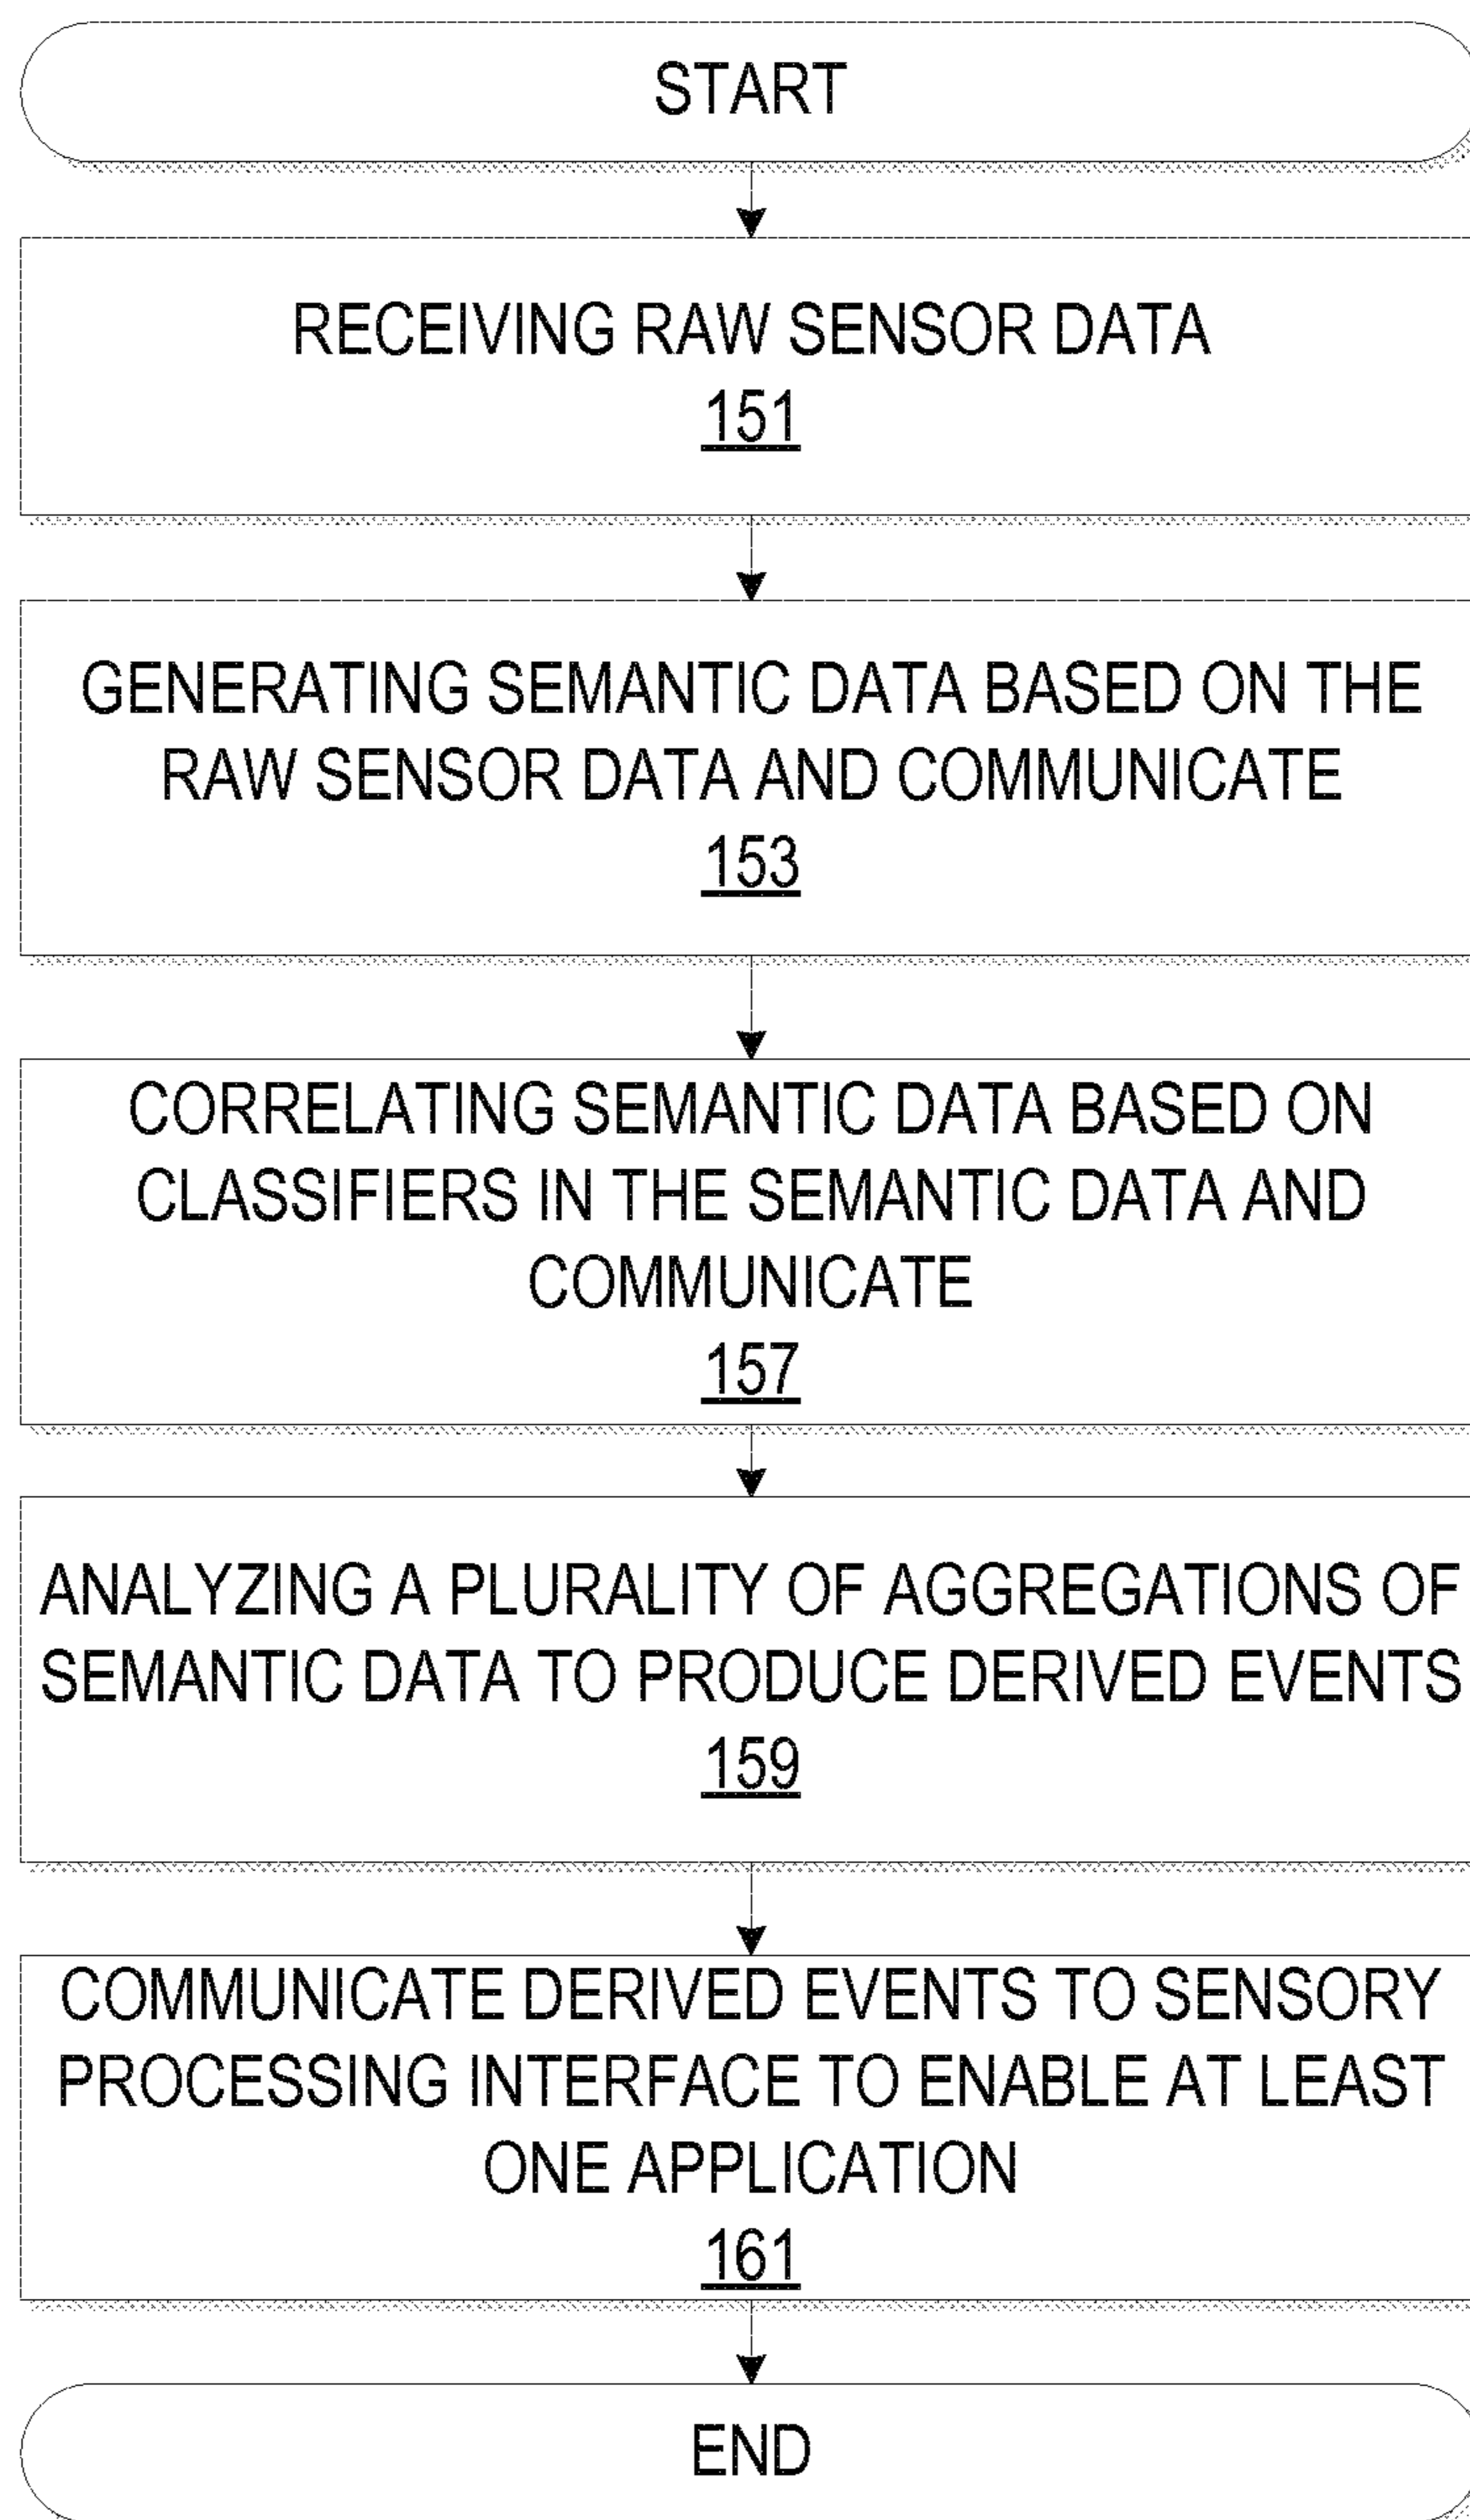 START
RECEIVING RAW SENSOR DATA
151
GENERATING SEMANTIC DATA BASED ON THE
RAW SENSOR DATA AND COMMUNICATE
153
CORRELATING SEMANTIC DATA BASED ON
CLASSIFIERS IN THE SEMANTIC DATA AND
COMMUNICATE
157
ANALYZING A PLURALITY OF AGGREGATIONS OF
SEMANTIC DATA TO PRODUCE DERIVED EVENTS
159
COMMUNICATE DERIVED EVENTS TO SENSORY
PROCESSING INTERFACE TO ENABLE AT LEAST
ONE APPLICATION
161
END